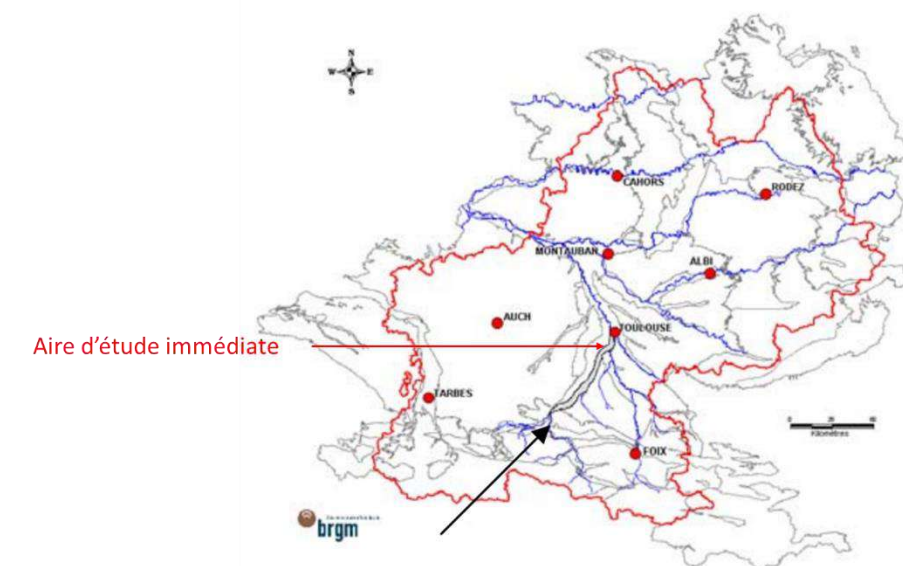 N
W E
S
CAHORS
RODEZ
MONTAUBAN
ALBI
AUCH
TOULOUSE
Aire d’étude immédiate
TARBES
FOIX
Kilomètres
brgm